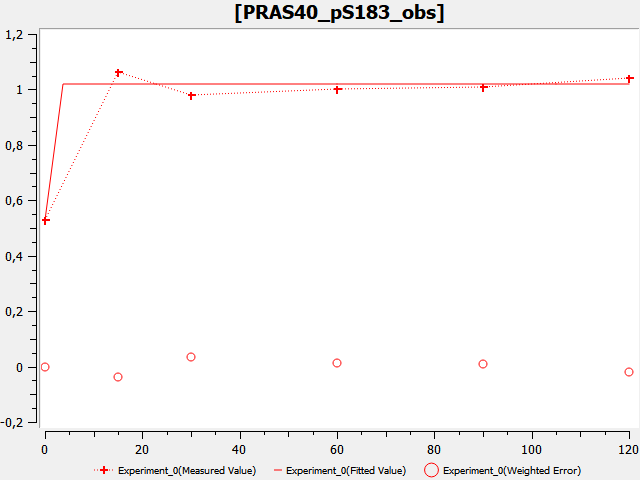 [PRAS40_pS183_obs]
1,2
1
0,8
0,6
0,4
0,2
0
-0,2
0 20 40 60 80 100 120
Experiment_0(Measured Value) Experiment_0(Fitted Value) Experiment_0(Weighted Error)